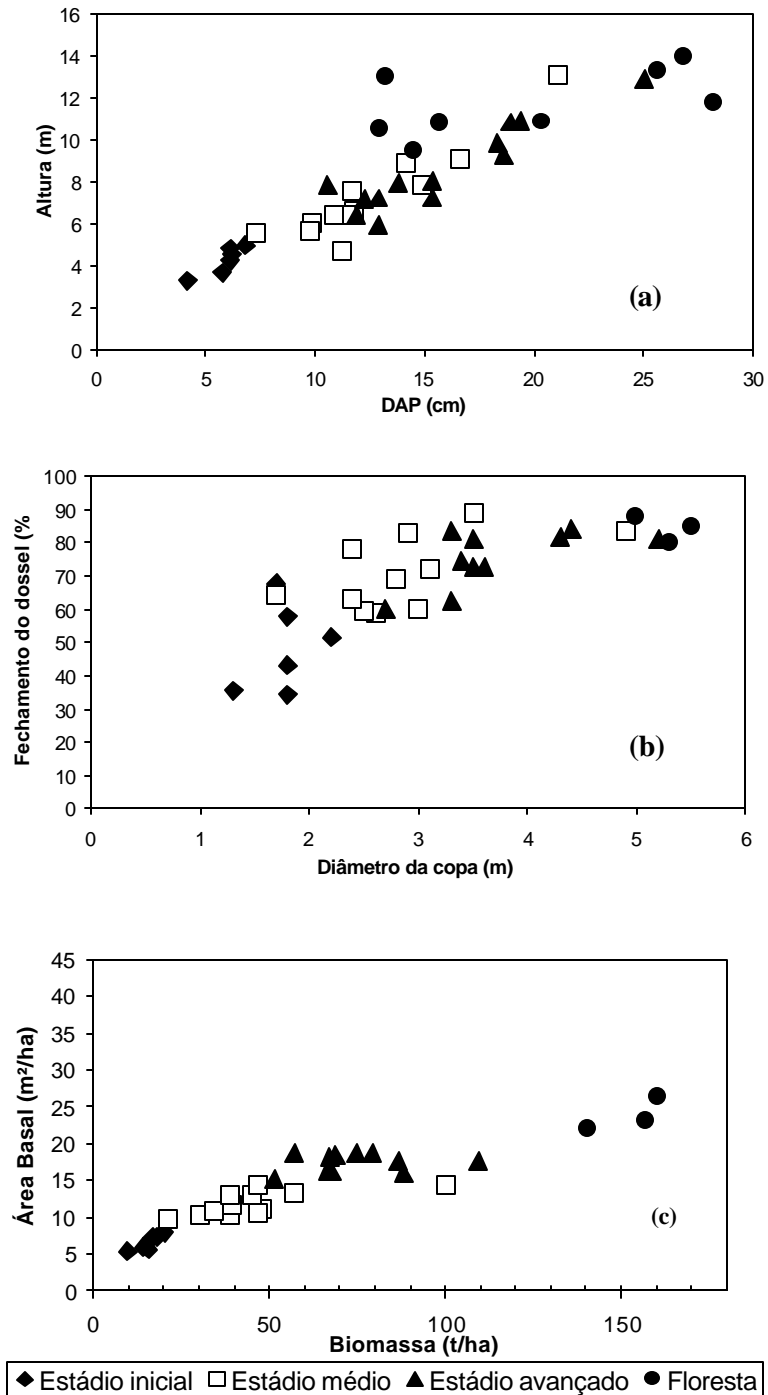 16
14
12
10
8
6
4
2
0
Altura (m)
(a)
0 5 10 15 20 25 30
DAP (cm)
100
90
80
70
60
50
40
30
20
10
0
Fechamento do dossel (%
(b)
0 1 2 3 4 5 6
Diâmetro da copa (m)
45
40
35
30
25
20
15
10
5
0
Área Basal (m²/ha)
(c)
0 50 100 150
Biomassa (t/ha)
Estádio inicial Estádio médio Estádio avançado Floresta